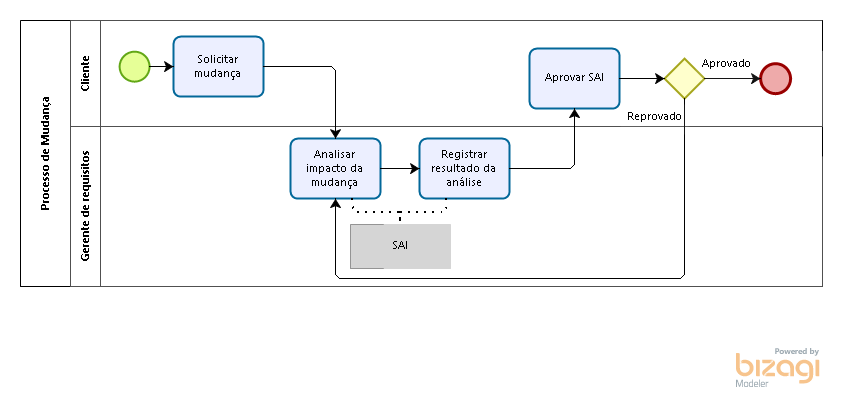 Processo de Mudança
Cliente
Solicitar
mudança
Aprovar SAI
Aprovado
Reprovado
Gerente de requisitos
Analisar
impacto da
mudança
Registrar
resultado da
análise
SAI
Powered by
bizagi
Modeler